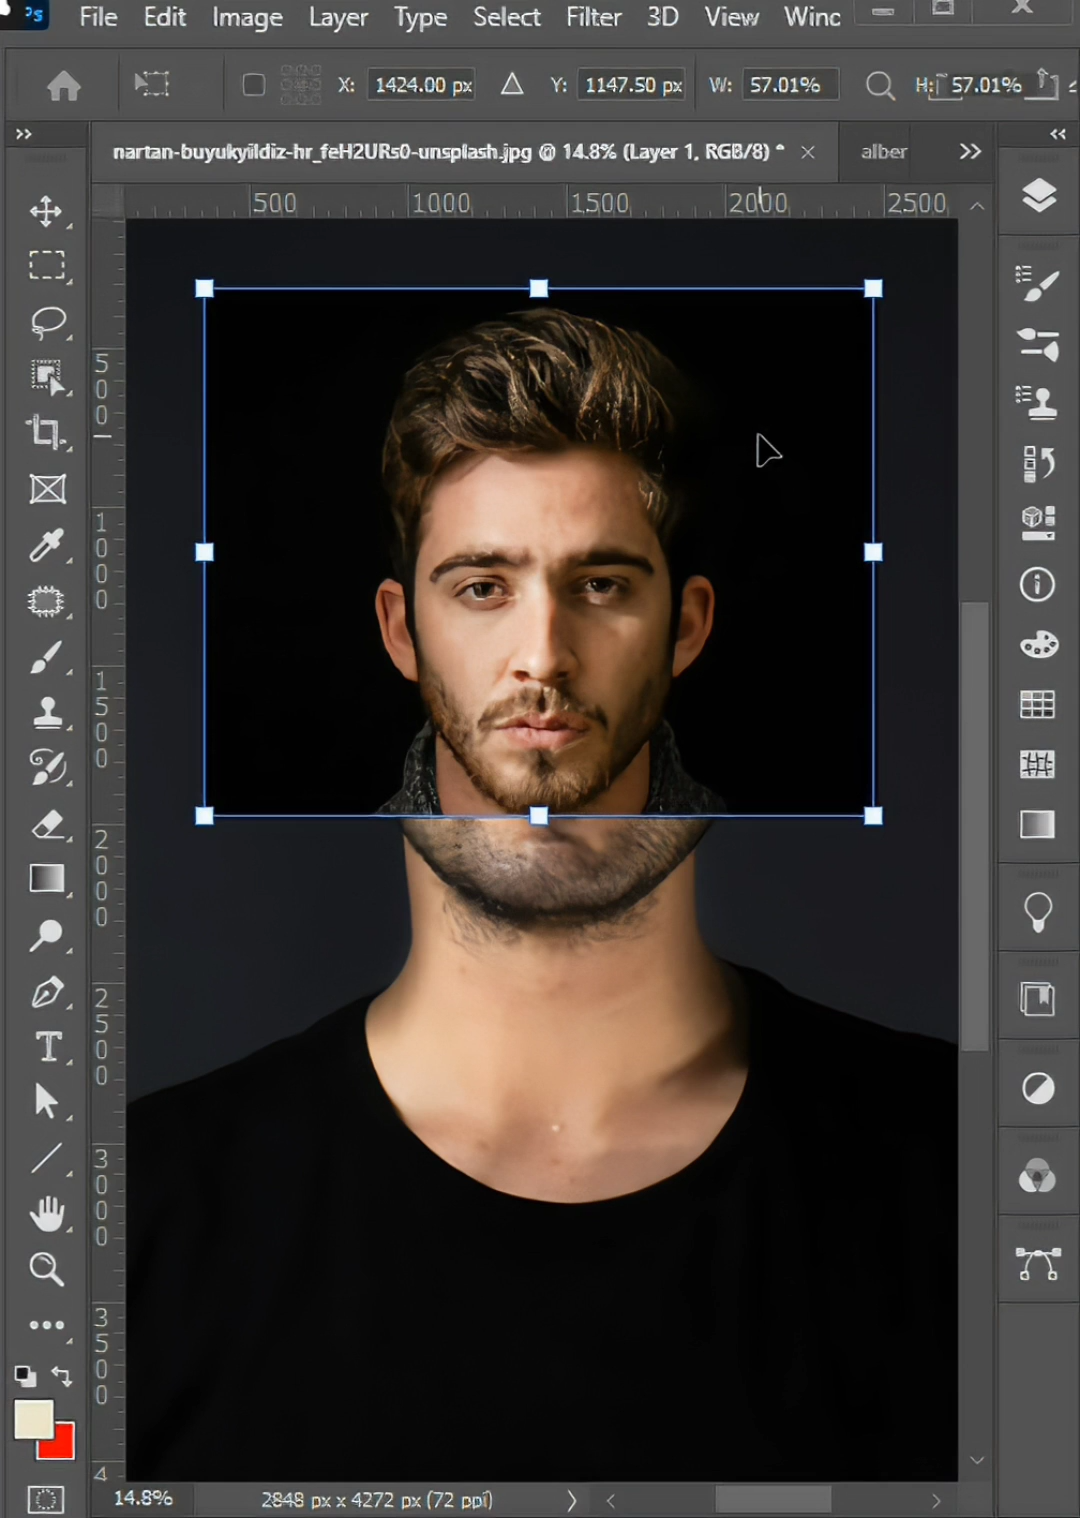 Ps File Edit Image Layer Type Select Filter 3D View Winc
X: 1424.00 px Δ Y: 1147.50 px W: 57.01% H: 57.01%
nartan-buyukyildiz-hr_feH2URs0-unsplash.jpg @ 14.8% (Layer 1, RGB/8) * × alber
500 1000 1500 2000 2500
500
1000
1500
2000
2500
3000
3500
4
T
14.8% 2848 px x 4272 px (72 ppi)